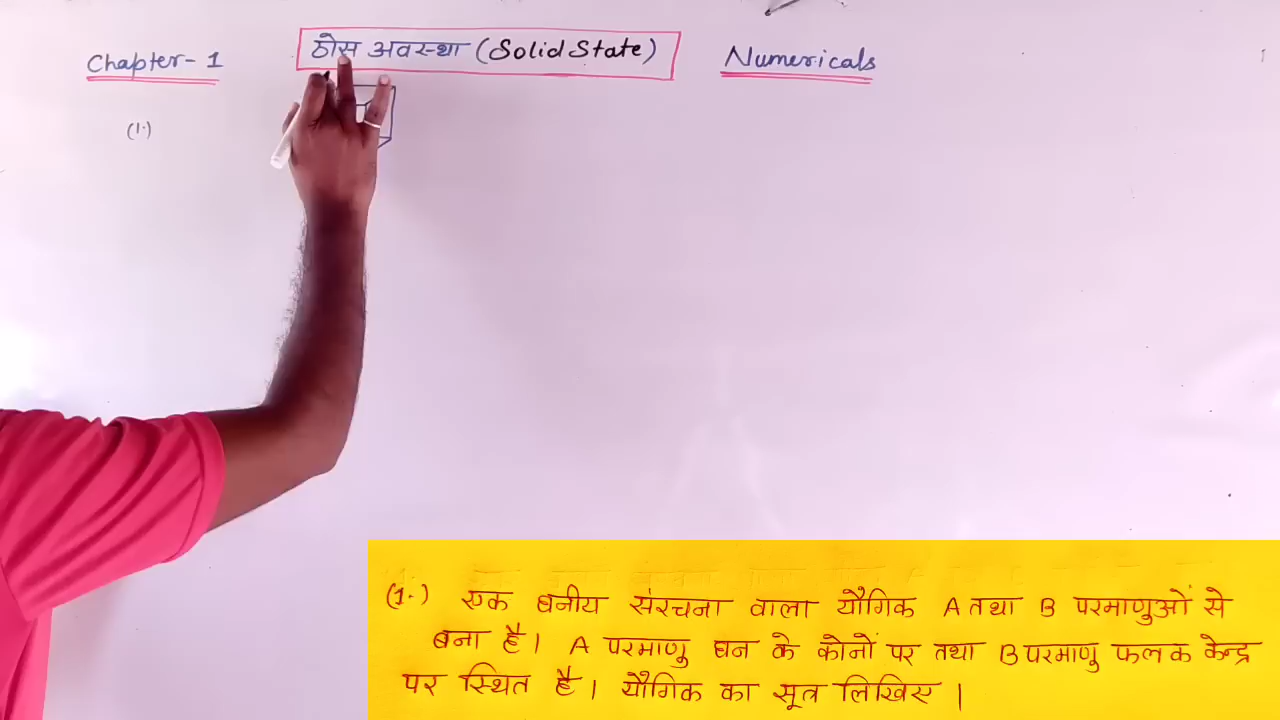 Chapter-1
ठोस अवस्था (Solid State)
Numericals
(1.)
(1.) एक घनीय संरचना वाला यौगिक A तथा B परमाणुओं से
बना है। A परमाणु घन के कोनों पर तथा B परमाणु फलक केन्द्र
पर स्थित है। यौगिक का सूत्र लिखिए।